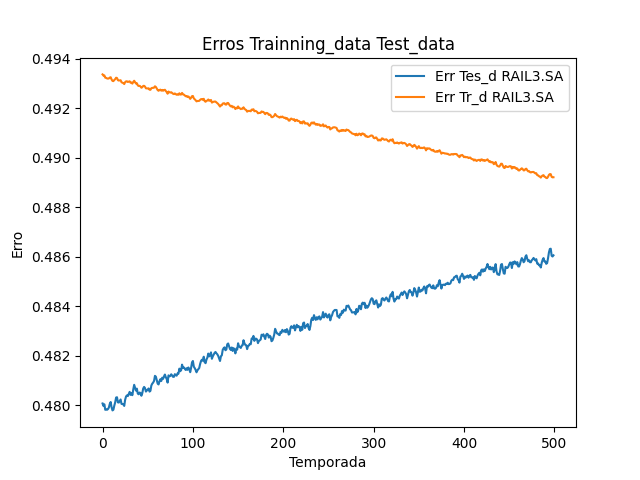 Erros Trainning_data Test_data
Err Tes_d RAIL3.SA
Err Tr_d RAIL3.SA
Erro
0.494
0.492
0.490
0.488
0.486
0.484
0.482
0.480
0 100 200 300 400 500
Temporada